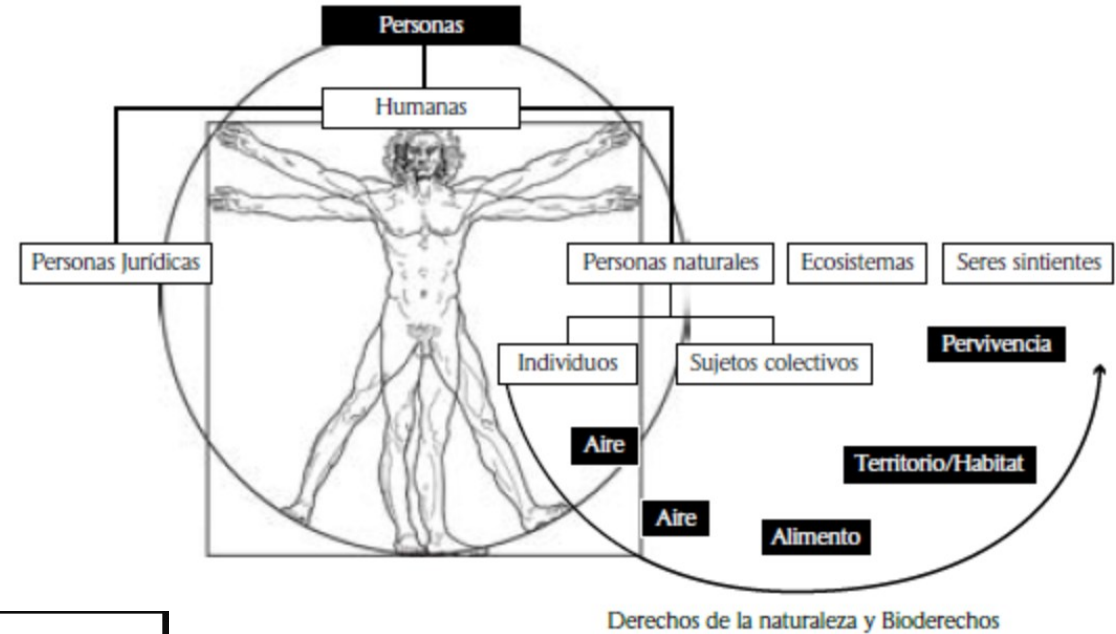 Personas
Humanas
Personas Jurídicas
Personas naturales
Ecosistemas
Seres sintientes
Individuos
Sujetos colectivos
Pervivencia
Aire
Territorio/Habitat
Aire
Alimento
Derechos de la naturaleza y Bioderechos